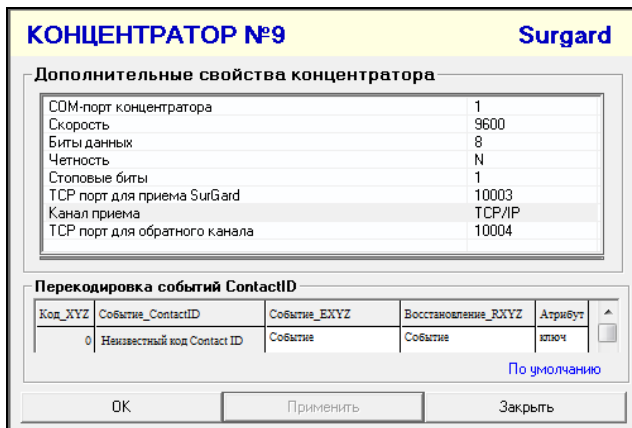 КОНЦЕНТРАТОР №9 Surgard
Дополнительные свойства концентратора
COM-порт концентратора 1
Скорость 9600
Биты данных 8
Четность N
Стоповые биты 1
TCP порт для приема SurGard 10003
Канал приема TCP/IP
TCP порт для обратного канала 10004
Перекодировка событий ContactID
Код_XYZ Событие_ContactID Событие_EXYZ Восстановление_RXYZ Атрибут
0 Неизвестный код Contact ID Событие Событие ключ
По умолчанию
ОК Применить Закрыть